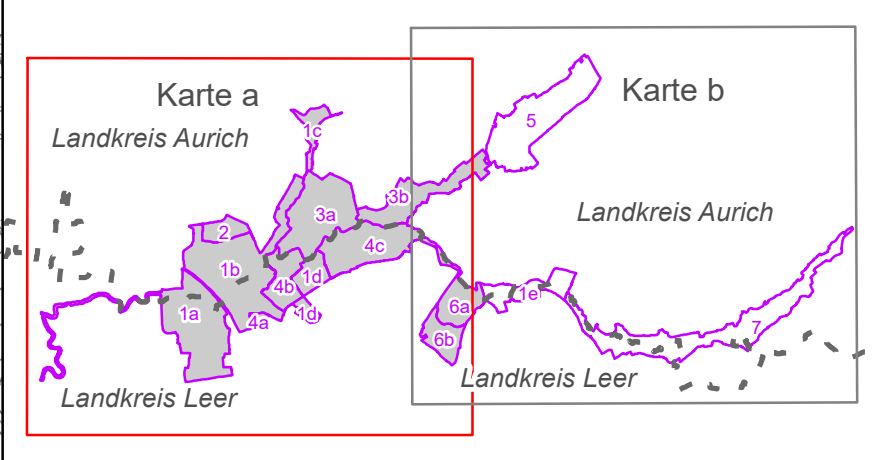 Karte a
Karte b
Landkreis Aurich
1c
5
3b
3a
Landkreis Aurich
2
4c
1b
1d
4b
1e
6a
1a
1d
4a
7
6b
Landkreis Leer
Landkreis Leer